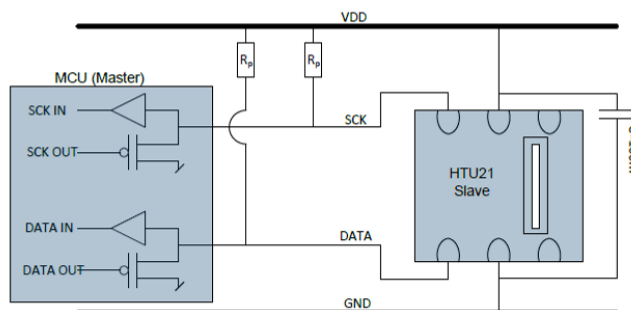 VDD
Rp
Rp
MCU (Master)
SCK IN
SCK
SCK OUT
HTU21
Slave
DATA IN
DATA
DATA OUT
GND